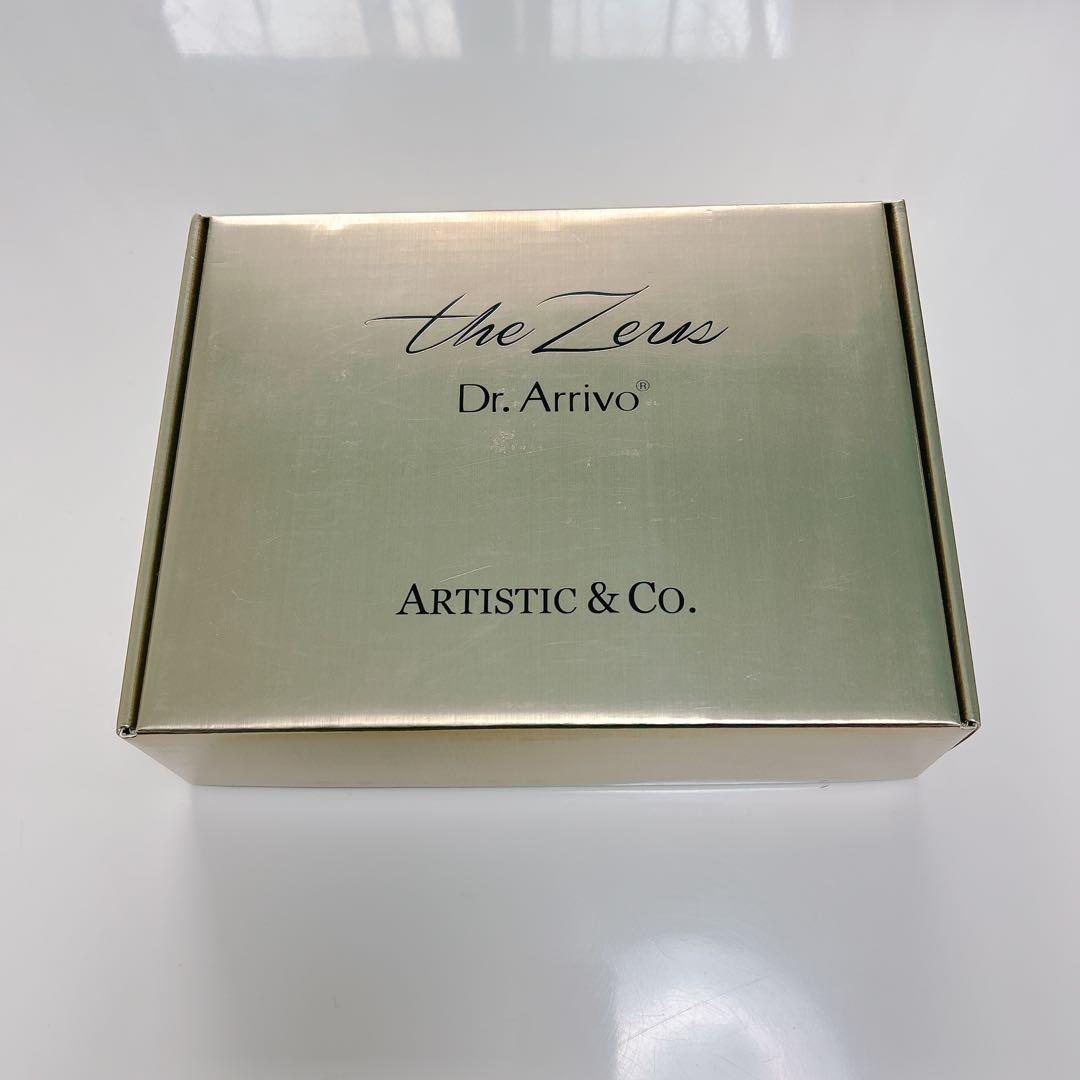 the Zeus
Dr. Arrivo®
ARTISTIC & CO.